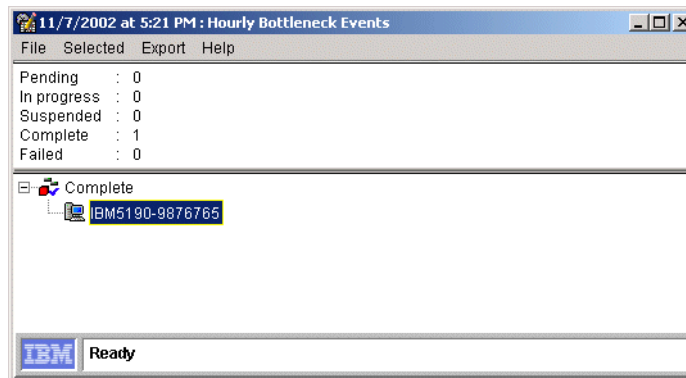 11/7/2002 at 5:21 PM : Hourly Bottleneck Events
File Selected Export Help
Pending : 0
In progress : 0
Suspended : 0
Complete : 1
Failed : 0
Complete
IBM5190-9876765
IBM Ready